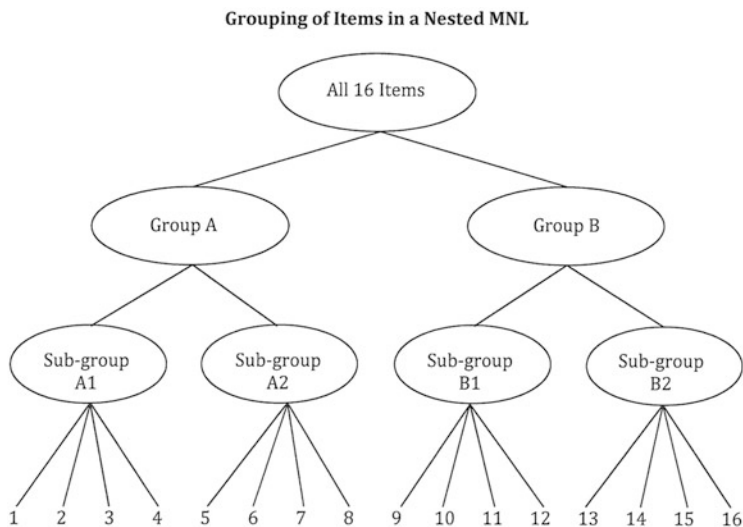 Grouping of Items in a Nested MNL
All 16 Items
Group A
Group B
Sub-group
A1
Sub-group
A2
Sub-group
B1
Sub-group
B2
1 2 3 4 5 6 7 8 9 10 11 12 13 14 15 16